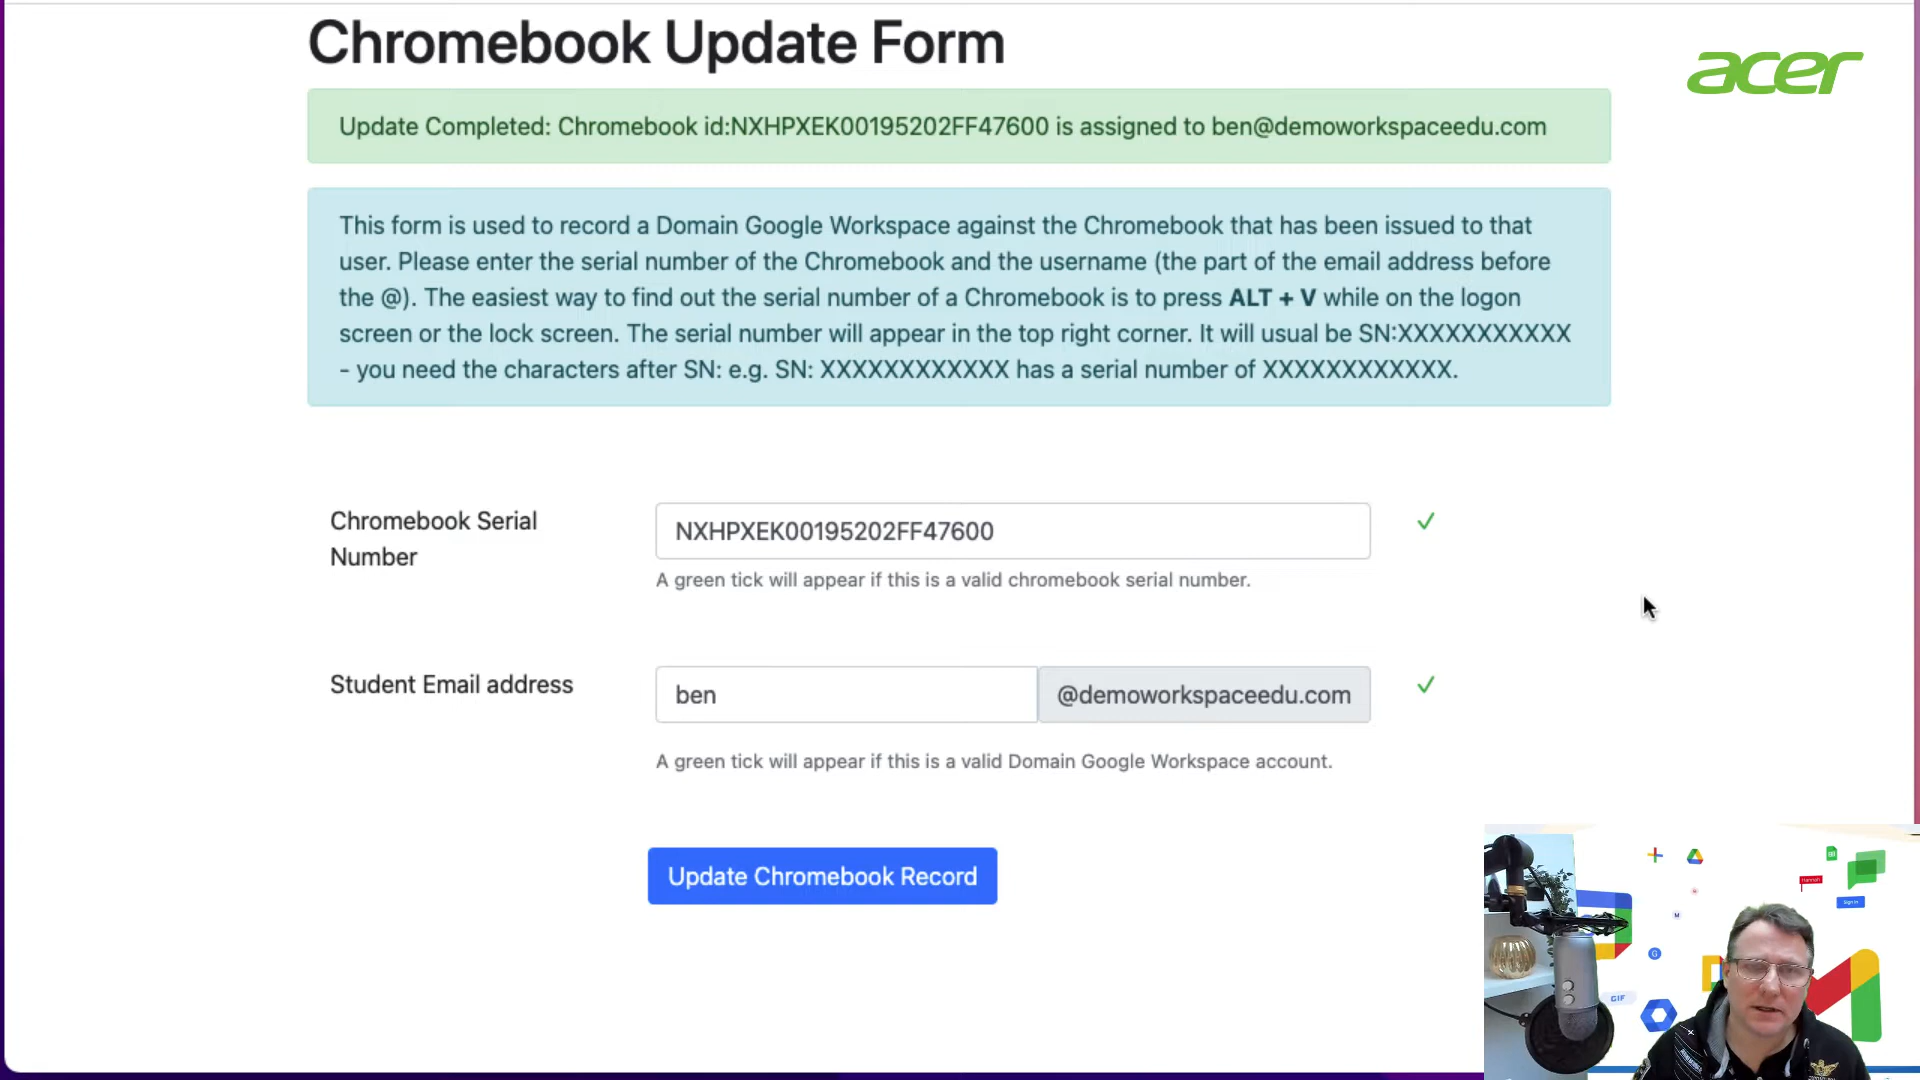 Chromebook Update Form
acer
Update Completed: Chromebook id:NXHPXEK00195202FF47600 is assigned to ben@demoworkspaceedu.com
This form is used to record a Domain Google Workspace against the Chromebook that has been issued to that
user. Please enter the serial number of the Chromebook and the username (the part of the email address before
the @). The easiest way to find out the serial number of a Chromebook is to press ALT + V while on the logon
screen or the lock screen. The serial number will appear in the top right corner. It will usual be SN:XXXXXXXXXXX
- you need the characters after SN: e.g. SN: XXXXXXXXXXXX has a serial number of XXXXXXXXXXXX.
Chromebook Serial
Number
NXHPXEK00195202FF47600
A green tick will appear if this is a valid chromebook serial number.
Student Email address
ben
@demoworkspaceedu.com
A green tick will appear if this is a valid Domain Google Workspace account.
Update Chromebook Record
Hannah
Sign in
M
G
GIF